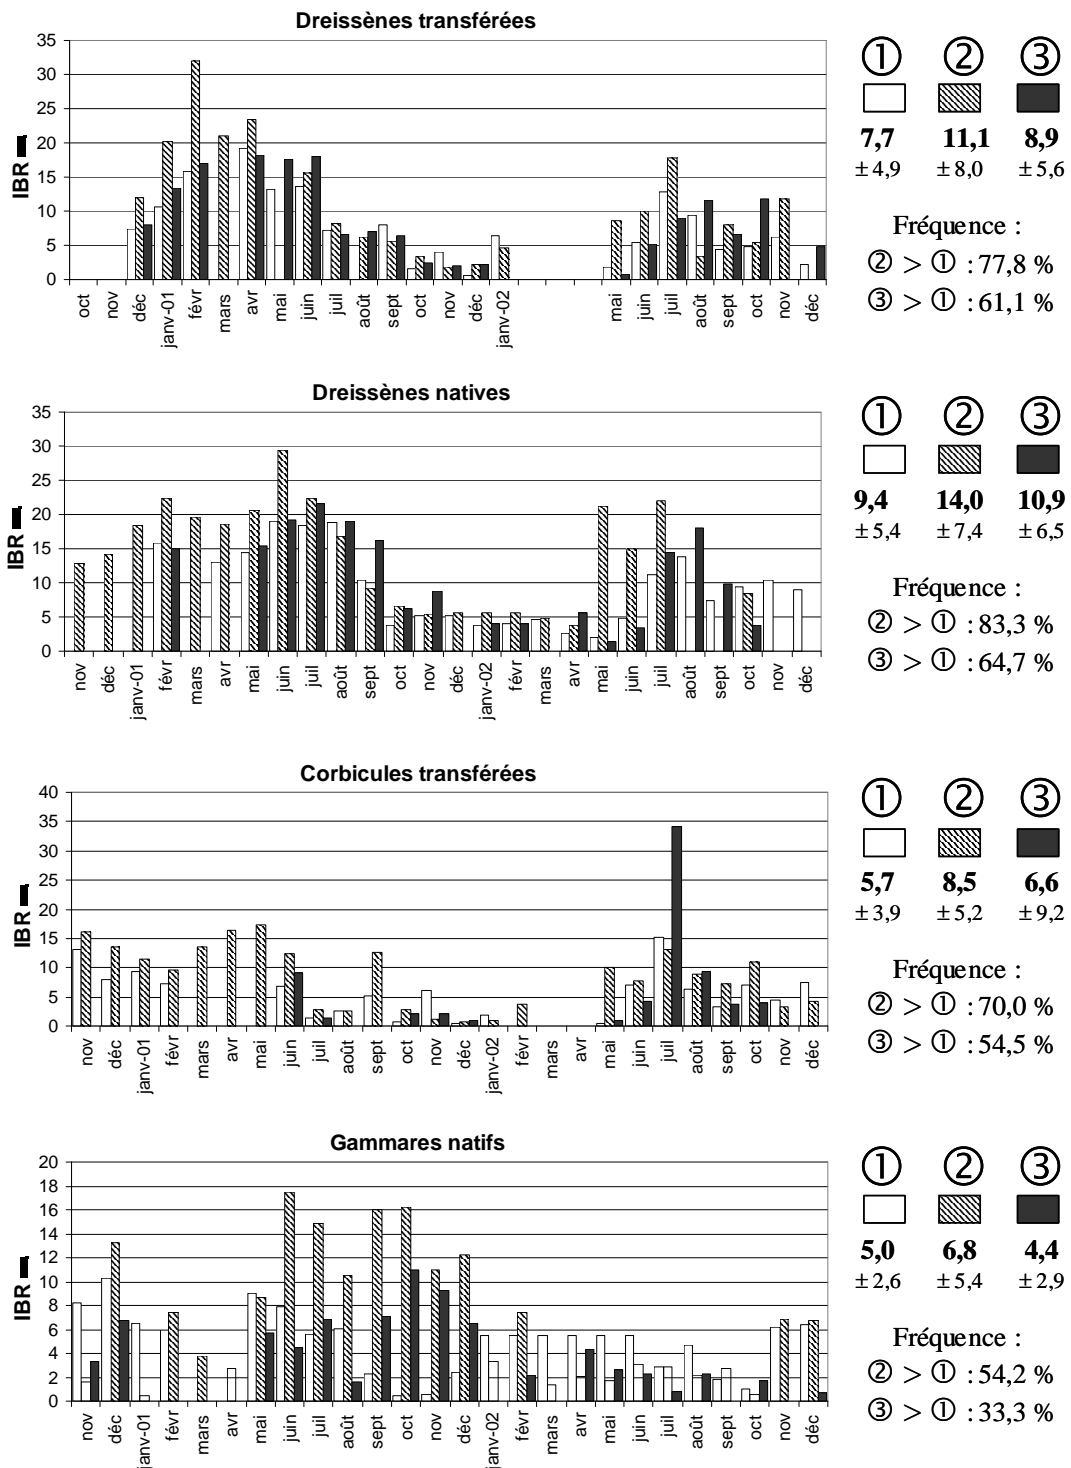 Dreissènes transférées
35
30
25
20
15
10
5
0
IBR
oct
nov
déc
janv-01
févr
mars
avr
mai
juin
juil
août
sept
oct
nov
déc
janv-02
mai
juin
juil
août
sept
oct
nov
déc
① ② ③
7,7 11,1 8,9
± 4,9 ± 8,0 ± 5,6
Fréquence :
② > ① : 77,8 %
③ > ① : 61,1 %
Dreissènes natives
35
30
25
20
15
10
5
0
IBR
nov
déc
janv-01
févr
mars
avr
mai
juin
juil
août
sept
oct
nov
déc
janv-02
févr
mars
avr
mai
juin
juil
août
sept
oct
nov
déc
① ② ③
9,4 14,0 10,9
± 5,4 ± 7,4 ± 6,5
Fréquence :
② > ① : 83,3 %
③ > ① : 64,7 %
Corbicules transférées
40
35
30
25
20
15
10
5
0
IBR
nov
déc
janv-01
févr
mars
avr
mai
juin
juil
août
sept
oct
nov
déc
janv-02
févr
mars
avr
mai
juin
juil
août
sept
oct
nov
déc
① ② ③
5,7 8,5 6,6
± 3,9 ± 5,2 ± 9,2
Fréquence :
② > ① : 70,0 %
③ > ① : 54,5 %
Gammares natifs
20
18
16
14
12
10
8
6
4
2
0
IBR
nov
déc
janv-01
févr
mars
avr
mai
juin
juil
août
sept
oct
nov
déc
janv-02
févr
mars
avr
mai
juin
juil
août
sept
oct
nov
déc
① ② ③
5,0 6,8 4,4
± 2,6 ± 5,4 ± 2,9
Fréquence :
② > ① : 54,2 %
③ > ① : 33,3 %